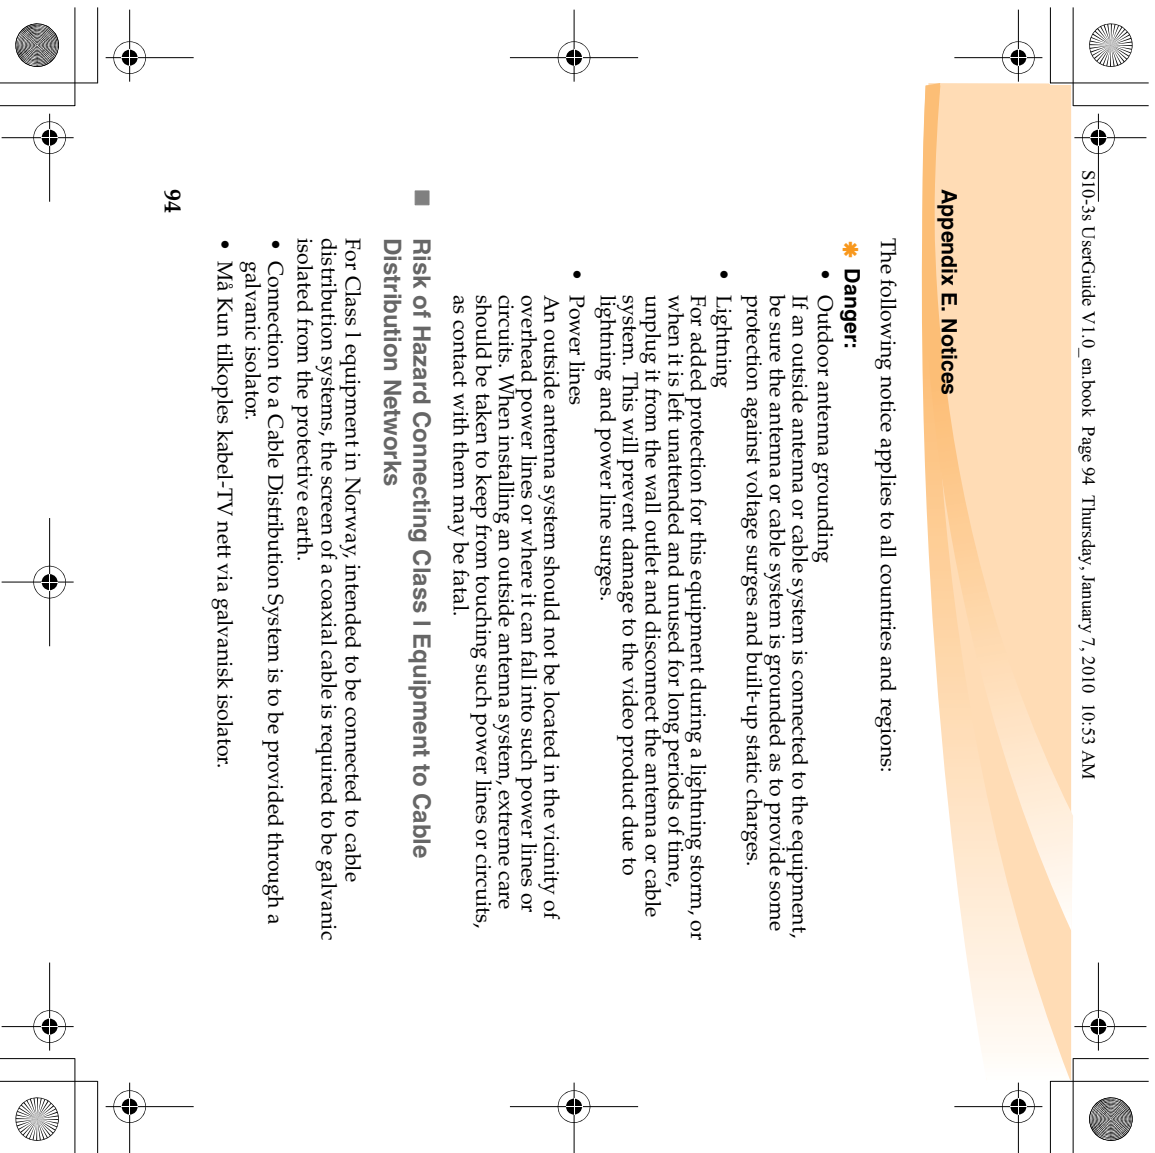 S10-3s UserGuide V1.0_en.book Page 94 Thursday, January 7, 2010 10:53 AM
Appendix E. Notices
The following notice applies to all countries and regions:
Danger:
• Outdoor antenna grounding
If an outside antenna or cable system is connected to the equipment,
be sure the antenna or cable system is grounded as to provide some
protection against voltage surges and built-up static charges.
• Lightning
For added protection for this equipment during a lightning storm, or
when it is left unattended and unused for long periods of time,
unplug it from the wall outlet and disconnect the antenna or cable
system. This will prevent damage to the video product due to
lightning and power line surges.
• Power lines
An outside antenna system should not be located in the vicinity of
overhead power lines or where it can fall into such power lines or
circuits. When installing an outside antenna system, extreme care
should be taken to keep from touching such power lines or circuits,
as contact with them may be fatal.
■ Risk of Hazard Connecting Class I Equipment to Cable
Distribution Networks
For Class 1 equipment in Norway, intended to be connected to cable
distribution systems, the screen of a coaxial cable is required to be galvanic
isolated from the protective earth.
• Connection to a Cable Distribution System is to be provided through a
galvanic isolator.
• Må Kun tilkoples kabel-TV nett via galvanisk isolator.
94